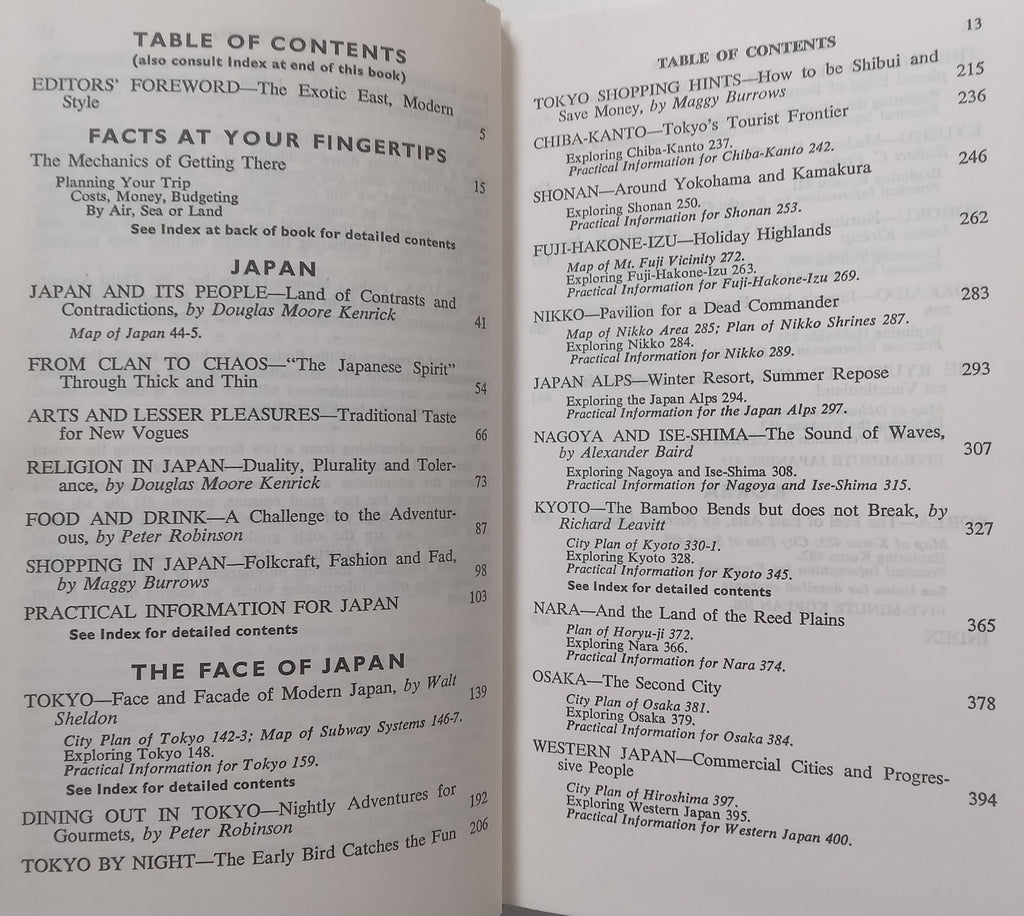 TABLE OF CONTENTS
(also consult Index at end of this book)
EDITORS' FOREWORD—The Exotic East, Modern
Style 5
FACTS AT YOUR FINGERTIPS
The Mechanics of Getting There 15
Planning Your Trip
Costs, Money, Budgeting
By Air, Sea or Land
See Index at back of book for detailed contents
JAPAN
JAPAN AND ITS PEOPLE—Land of Contrasts and
Contradictions, by Douglas Moore Kenrick 41
Map of Japan 44-5.
FROM CLAN TO CHAOS—"The Japanese Spirit"
Through Thick and Thin 54
ARTS AND LESSER PLEASURES—Traditional Taste
for New Vogues 66
RELIGION IN JAPAN—Duality, Plurality and Toler-
ance, by Douglas Moore Kenrick 73
FOOD AND DRINK—A Challenge to the Adventur-
ous, by Peter Robinson 87
SHOPPING IN JAPAN—Folkcraft, Fashion and Fad,
by Maggy Burrows 98
PRACTICAL INFORMATION FOR JAPAN 103
See Index for detailed contents
THE FACE OF JAPAN
TOKYO—Face and Facade of Modern Japan, by Walt
Sheldon 139
City Plan of Tokyo 142-3; Map of Subway Systems 146-7.
Exploring Tokyo 148.
Practical Information for Tokyo 159.
See Index for detailed contents
DINING OUT IN TOKYO—Nightly Adventures for
Gourmets, by Peter Robinson 192
TOKYO BY NIGHT—The Early Bird Catches the Fun 206
13
TABLE OF CONTENTS
TOKYO SHOPPING HINTS—How to be Shibui and
Save Money, by Maggy Burrows 215
CHIBA-KANTO—Tokyo's Tourist Frontier 236
Exploring Chiba-Kanto 237.
Practical Information for Chiba-Kanto 242.
SHONAN—Around Yokohama and Kamakura 246
Exploring Shonan 250.
Practical Information for Shonan 253.
FUJI-HAKONE-IZU—Holiday Highlands 262
Map of Mt. Fuji Vicinity 272.
Exploring Fuji-Hakone-Izu 263.
Practical Information for Fuji-Hakone-Izu 269.
NIKKO—Pavilion for a Dead Commander 283
Map of Nikko Area 285; Plan of Nikko Shrines 287.
Exploring Nikko 284.
Practical Information for Nikko 289.
JAPAN ALPS—Winter Resort, Summer Repose 293
Exploring the Japan Alps 294.
Practical Information for the Japan Alps 297.
NAGOYA AND ISE-SHIMA—The Sound of Waves,
by Alexander Baird 307
Exploring Nagoya and Ise-Shima 308.
Practical Information for Nagoya and Ise-Shima 315.
KYOTO—The Bamboo Bends but does not Break, by
Richard Leavitt 327
City Plan of Kyoto 330-1.
Exploring Kyoto 328.
Practical Information for Kyoto 345.
See Index for detailed contents
NARA—And the Land of the Reed Plains 365
Plan of Horyu-ji 372.
Exploring Nara 366.
Practical Information for Nara 374.
OSAKA—The Second City 378
City Plan of Osaka 381.
Exploring Osaka 379.
Practical Information for Osaka 384.
WESTERN JAPAN—Commercial Cities and Progres-
sive People 394
City Plan of Hiroshima 397.
Exploring Western Japan 395.
Practical Information for Western Japan 400.